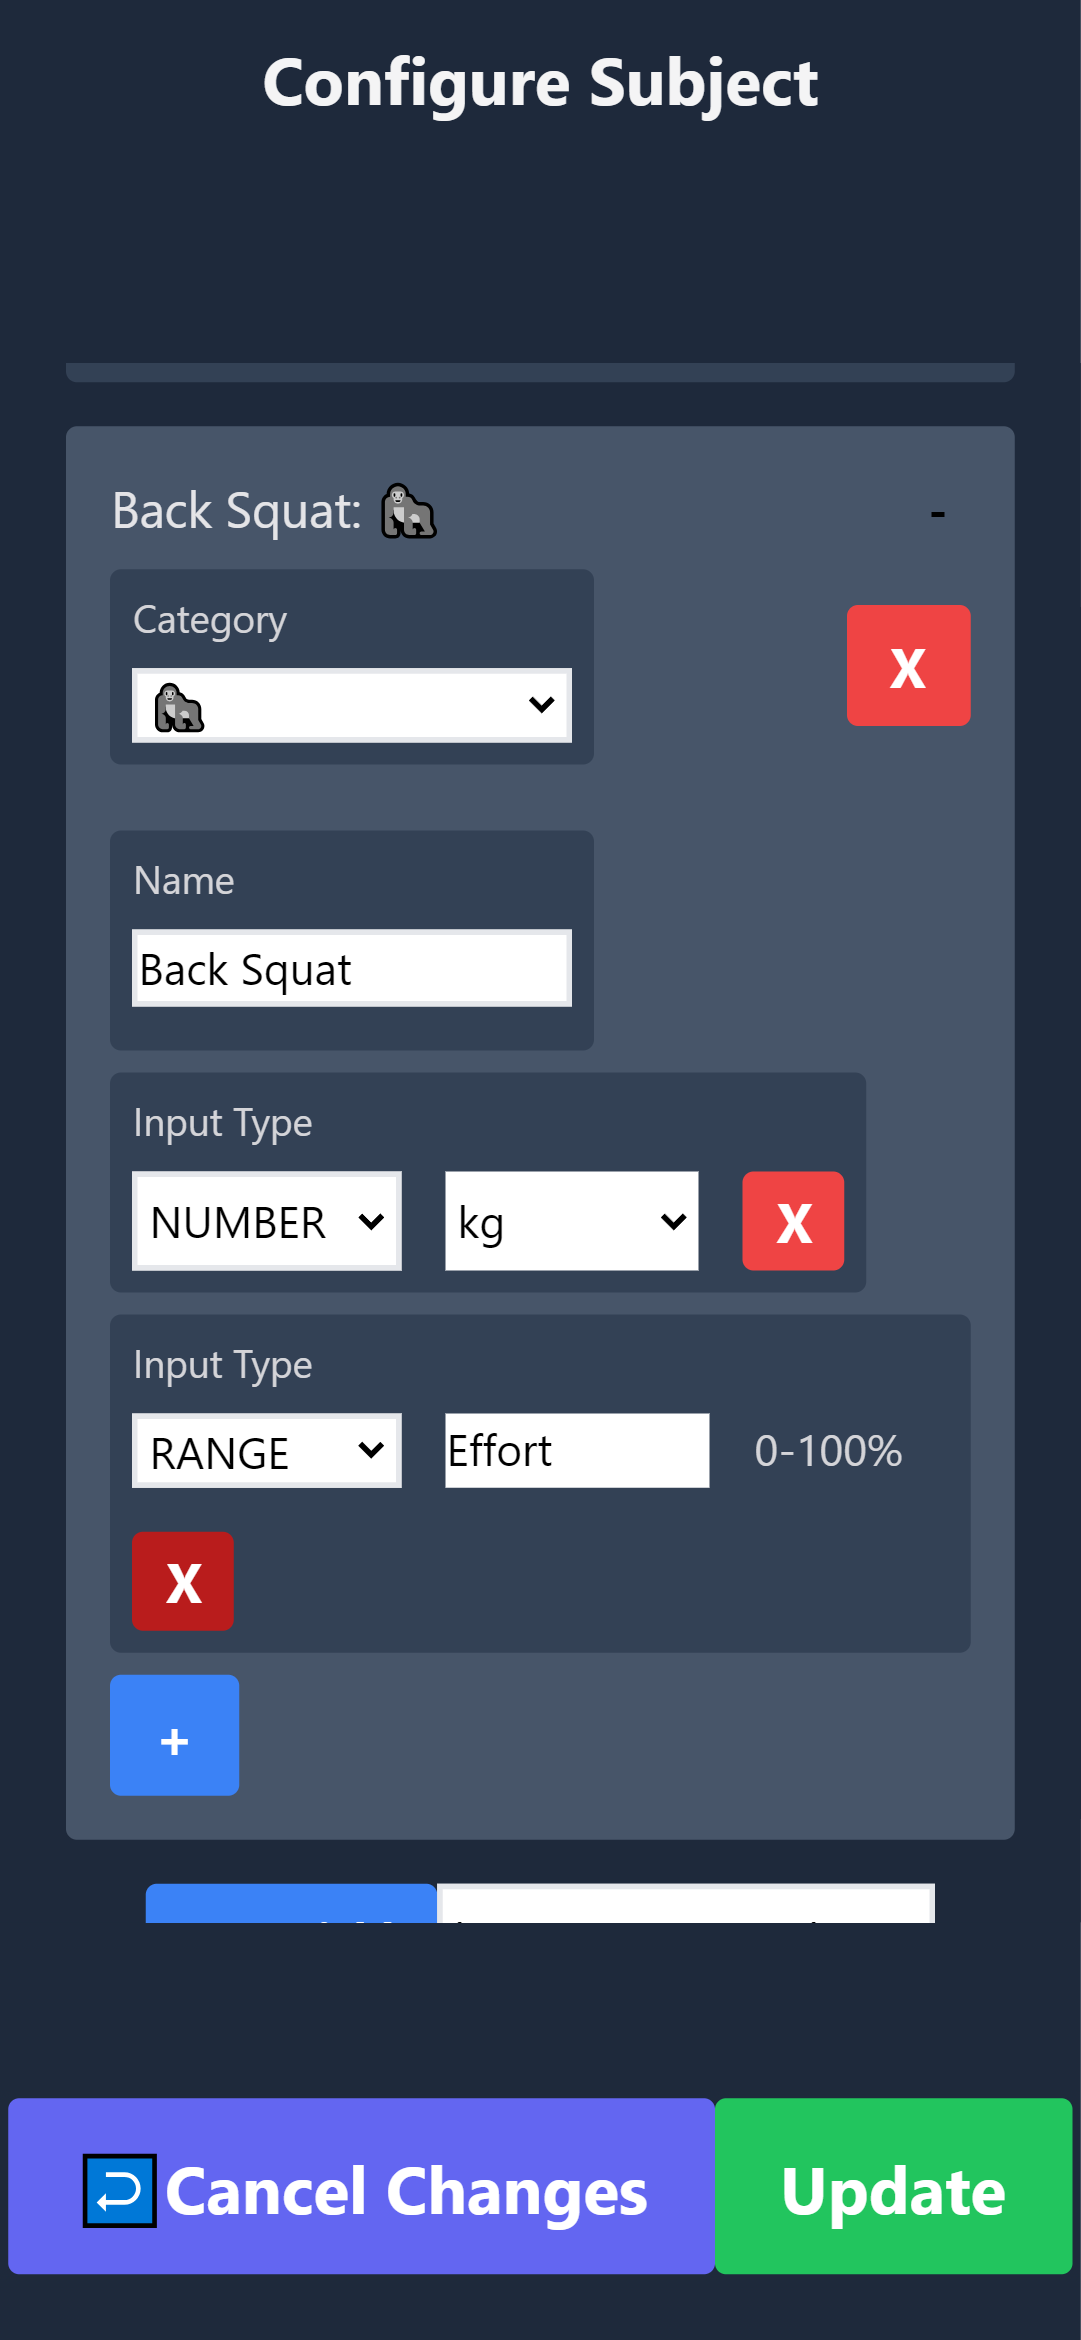 Configure Subject
Back Squat: 🦍 -
Category
X
🦍
Name
Back Squat
Input Type
NUMBER kg X
Input Type
RANGE Effort 0-100%
X
+
↩ Cancel Changes Update